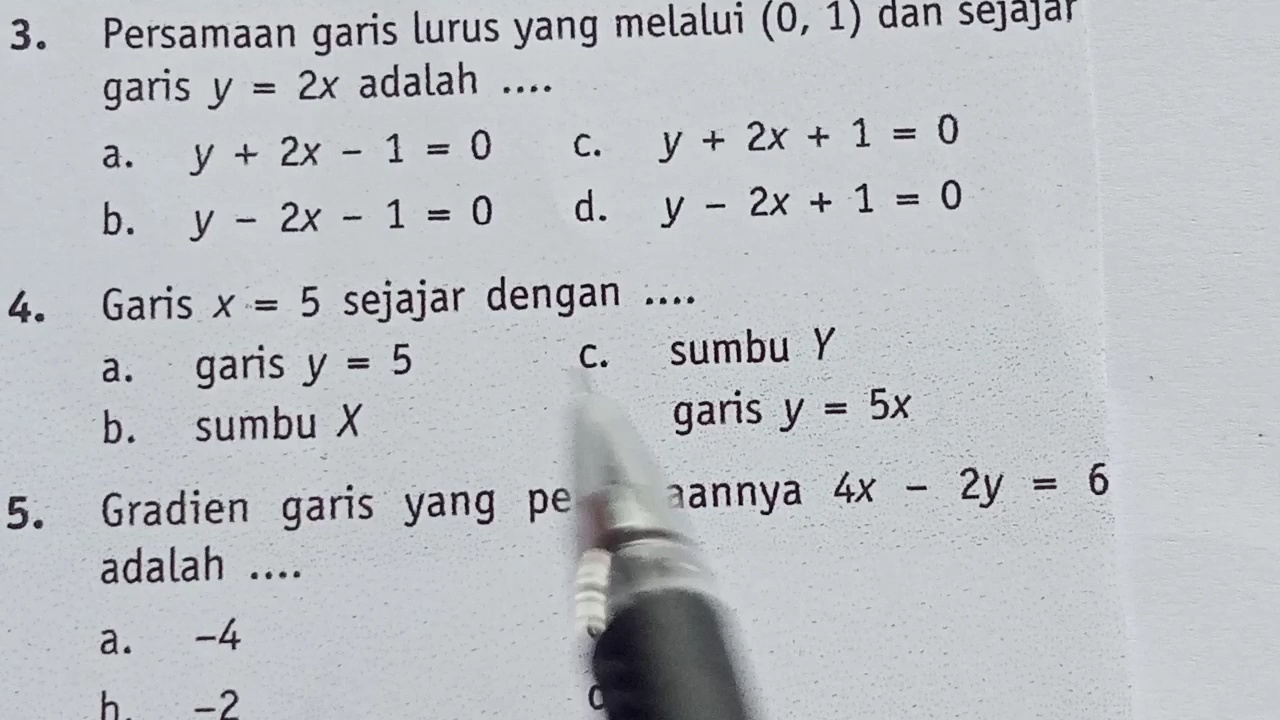 3. Persamaan garis lurus yang melalui (0, 1) dan sejajar
garis y = 2x adalah ....
a. y + 2x − 1 = 0 c. y + 2x + 1 = 0
b. y − 2x − 1 = 0 d. y − 2x + 1 = 0
4. Garis x = 5 sejajar dengan ....
a. garis y = 5 c. sumbu Y
b. sumbu X garis y = 5x
5. Gradien garis yang 4x − 2y = 6
adalah ....
a. −4
−2